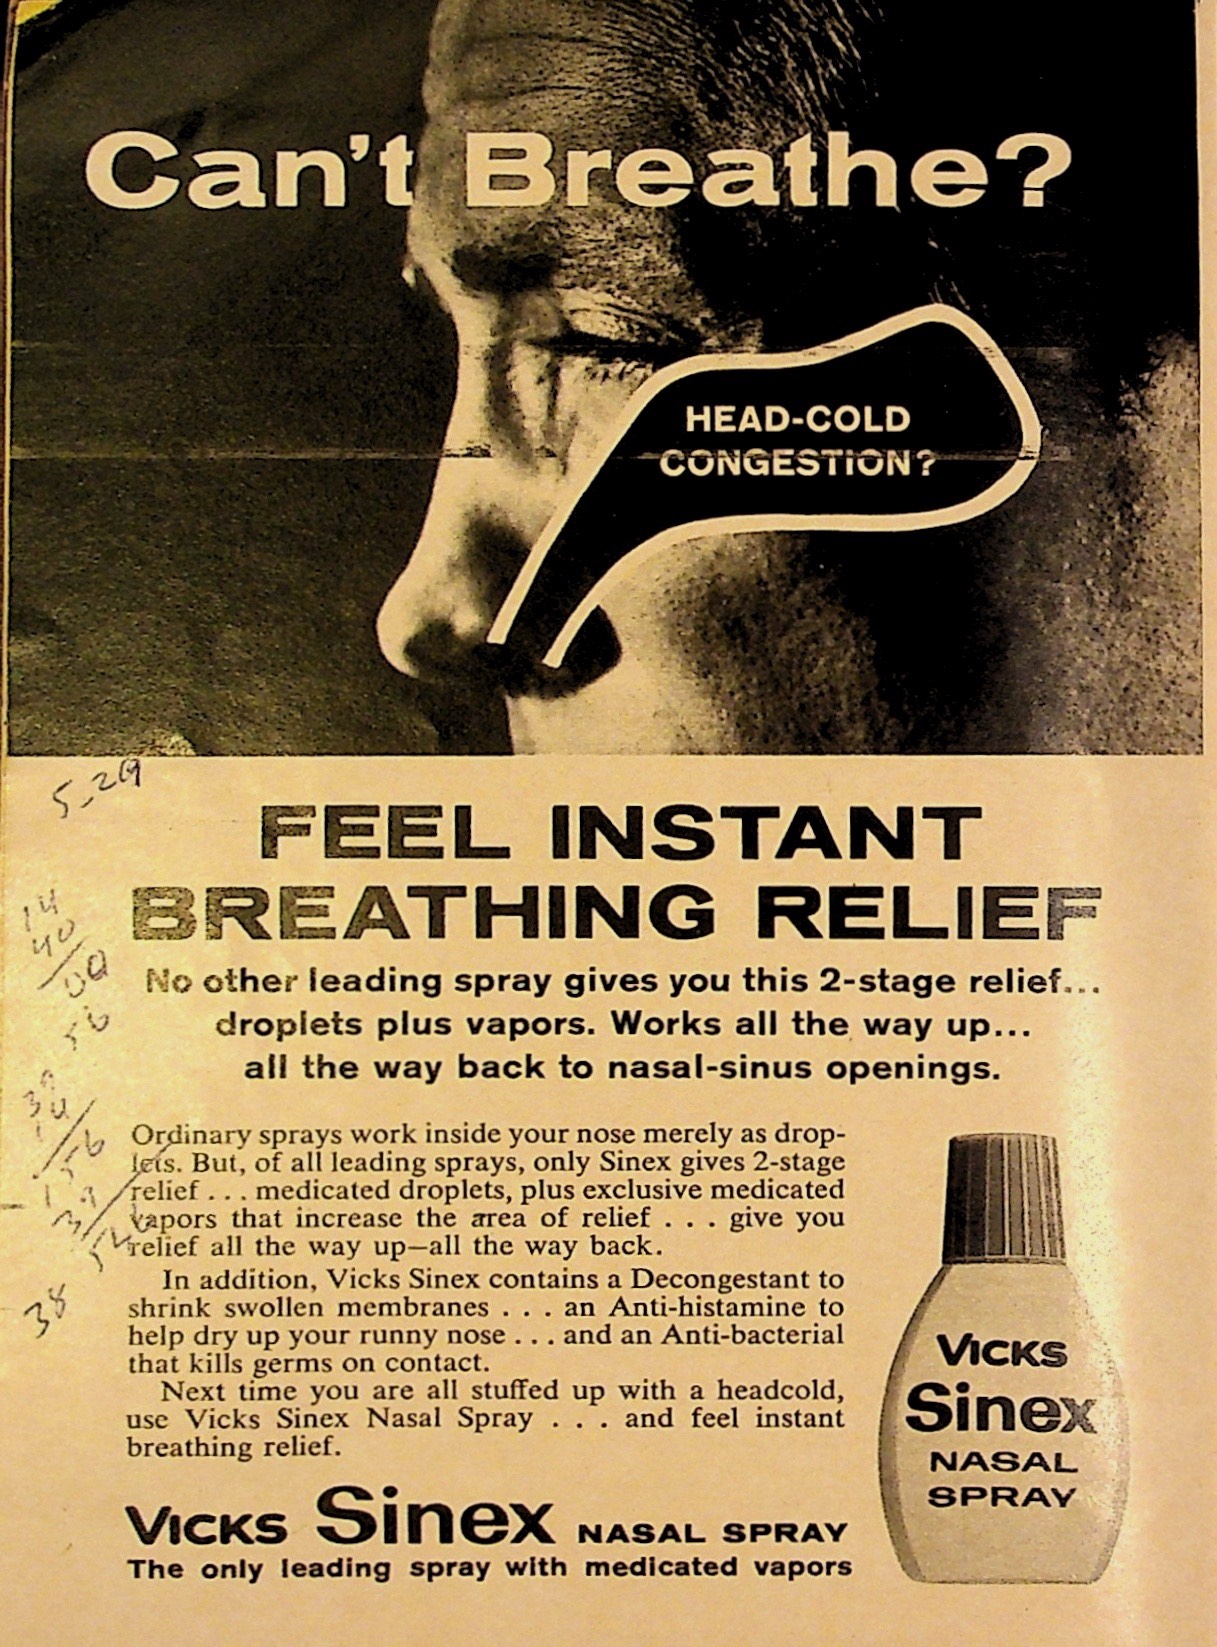 Can't Breathe?
HEAD-COLD
CONGESTION?
5-29
FEEL INSTANT
BREATHING RELIEF
14
40
No other leading spray gives you this 2-stage relief...
droplets plus vapors. Works all the way up...
all the way back to nasal-sinus openings.
56
Ordinary sprays work inside your nose merely as drop-
lets. But, of all leading sprays, only Sinex gives 2-stage
relief . . . medicated droplets, plus exclusive medicated
vapors that increase the area of relief . . . give you
relief all the way up—all the way back.
38
In addition, Vicks Sinex contains a Decongestant to
shrink swollen membranes . . . an Anti-histamine to
help dry up your runny nose . . . and an Anti-bacterial
that kills germs on contact.
Next time you are all stuffed up with a headcold,
use Vicks Sinex Nasal Spray . . . and feel instant
breathing relief.
VICKS
Sinex
NASAL
SPRAY
VICKS Sinex NASAL SPRAY
The only leading spray with medicated vapors